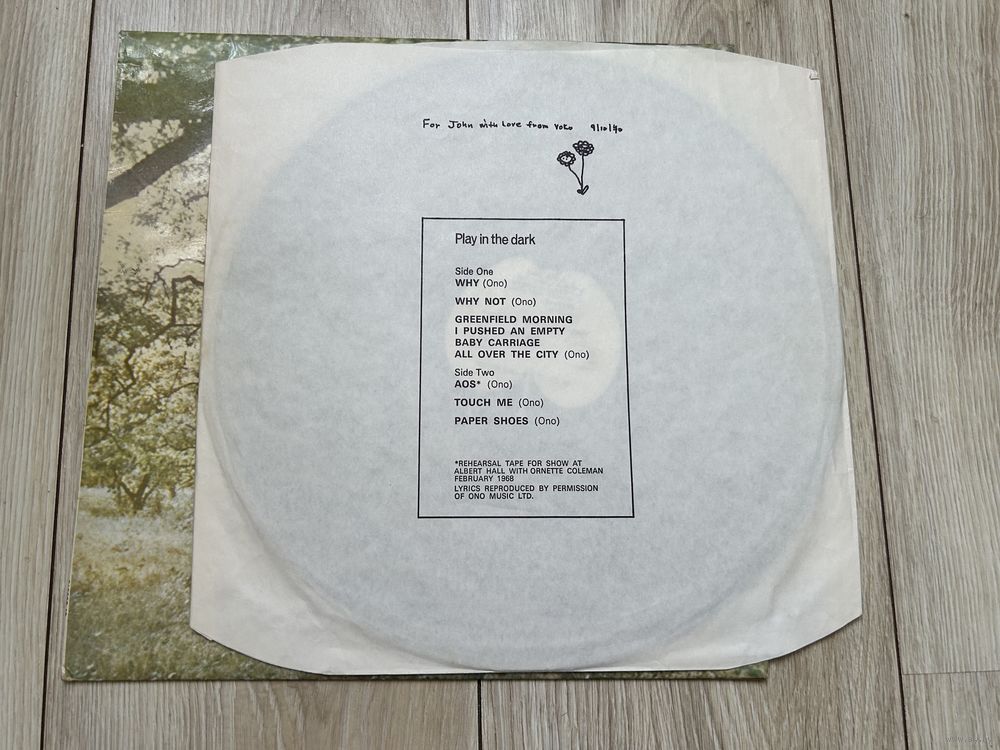 For John with Love from Yoko 9/10/70
Play in the dark
Side One
WHY (Ono)
WHY NOT (Ono)
GREENFIELD MORNING
I PUSHED AN EMPTY
BABY CARRIAGE
ALL OVER THE CITY (Ono)
Side Two
AOS* (Ono)
TOUCH ME (Ono)
PAPER SHOES (Ono)
*REHEARSAL TAPE FOR SHOW AT
ALBERT HALL WITH ORNETTE COLEMAN
FEBRUARY 1968
LYRICS REPRODUCED BY PERMISSION
OF ONO MUSIC LTD.